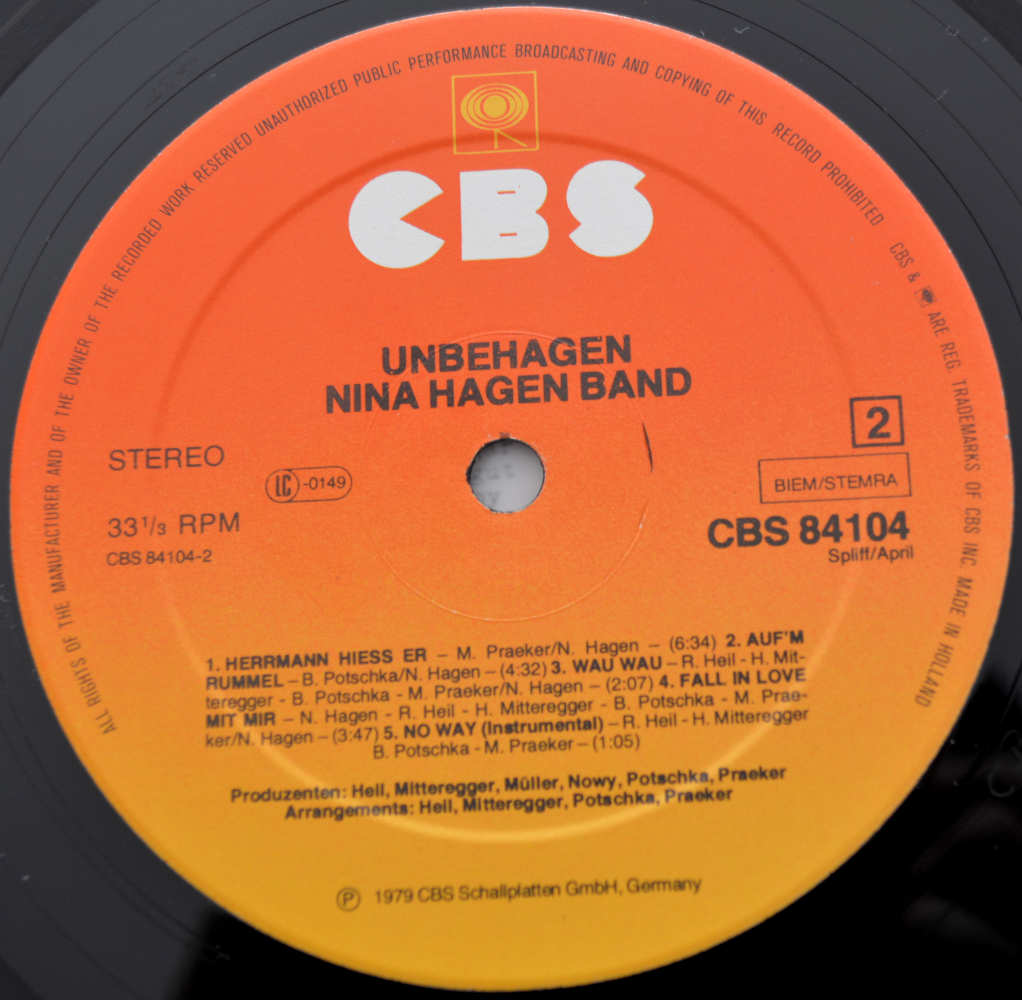 ALL RIGHTS OF THE MANUFACTURER AND OF THE OWNER OF THE RECORDED WORK RESERVED UNAUTHORIZED PUBLIC PERFORMANCE BROADCASTING AND COPYING OF THIS RECORD PROHIBITED
CBS & ARE REG. TRADEMARKS OF CBS INC. MADE IN HOLLAND
CBS
UNBEHAGEN
NINA HAGEN BAND
2
STEREO
LC-0149
BIEM/STEMRA
33 1/3 RPM
CBS 84104
CBS 84104-2
Spliff/April
1. HERRMANN HIESS ER – M. Praeker/N. Hagen – (6:34) 2. AUF'M
RUMMEL – B. Potschka/N. Hagen – (4:32) 3. WAU WAU – R. Heil - H. Mit-
teregger - B. Potschka - M. Praeker/N. Hagen – (2:07) 4. FALL IN LOVE
MIT MIR – N. Hagen - R. Heil - H. Mitteregger - B. Potschka - M. Prae-
ker/N. Hagen – (3:47) 5. NO WAY (Instrumental) – R. Heil - H. Mitteregger
B. Potschka - M. Praeker – (1:05)
Produzenten: Heil, Mitteregger, Müller, Nowy, Potschka, Praeker
Arrangements: Heil, Mitteregger, Potschka, Praeker
℗ 1979 CBS Schallplatten GmbH, Germany